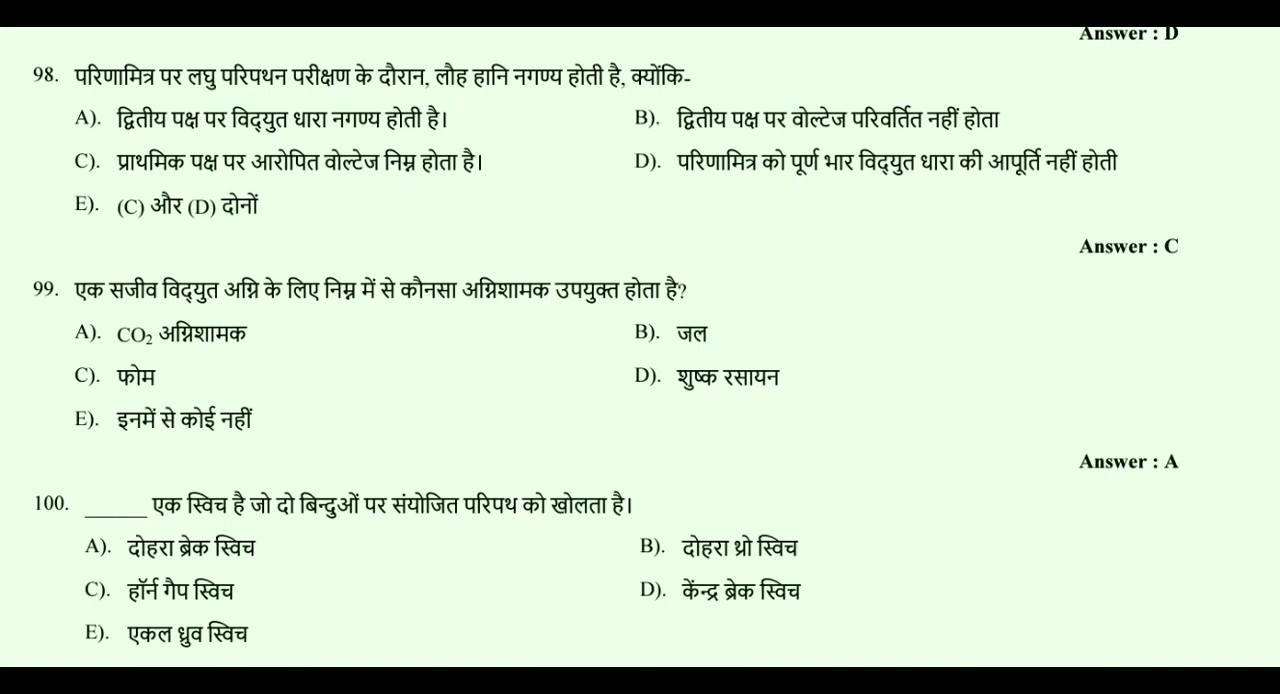 Answer : D
98. परिणामित्र पर लघु परिपथन परीक्षण के दौरान, लौह हानि नगण्य होती है, क्योंकि-
A). द्वितीय पक्ष पर विद्युत धारा नगण्य होती है। B). द्वितीय पक्ष पर वोल्टेज परिवर्तित नहीं होता
C). प्राथमिक पक्ष पर आरोपित वोल्टेज निम्न होता है। D). परिणामित्र को पूर्ण भार विद्युत धारा की आपूर्ति नहीं होती
E). (C) और (D) दोनों
Answer : C
99. एक सजीव विद्युत अग्नि के लिए निम्न में से कौनसा अग्निशामक उपयुक्त होता है?
A). CO₂ अग्निशामक B). जल
C). फोम D). शुष्क रसायन
E). इनमें से कोई नहीं
Answer : A
100. ______ एक स्विच है जो दो बिन्दुओं पर संयोजित परिपथ को खोलता है।
A). दोहरा ब्रेक स्विच B). दोहरा थ्रो स्विच
C). हॉर्न गैप स्विच D). केंन्द्र ब्रेक स्विच
E). एकल ध्रुव स्विच